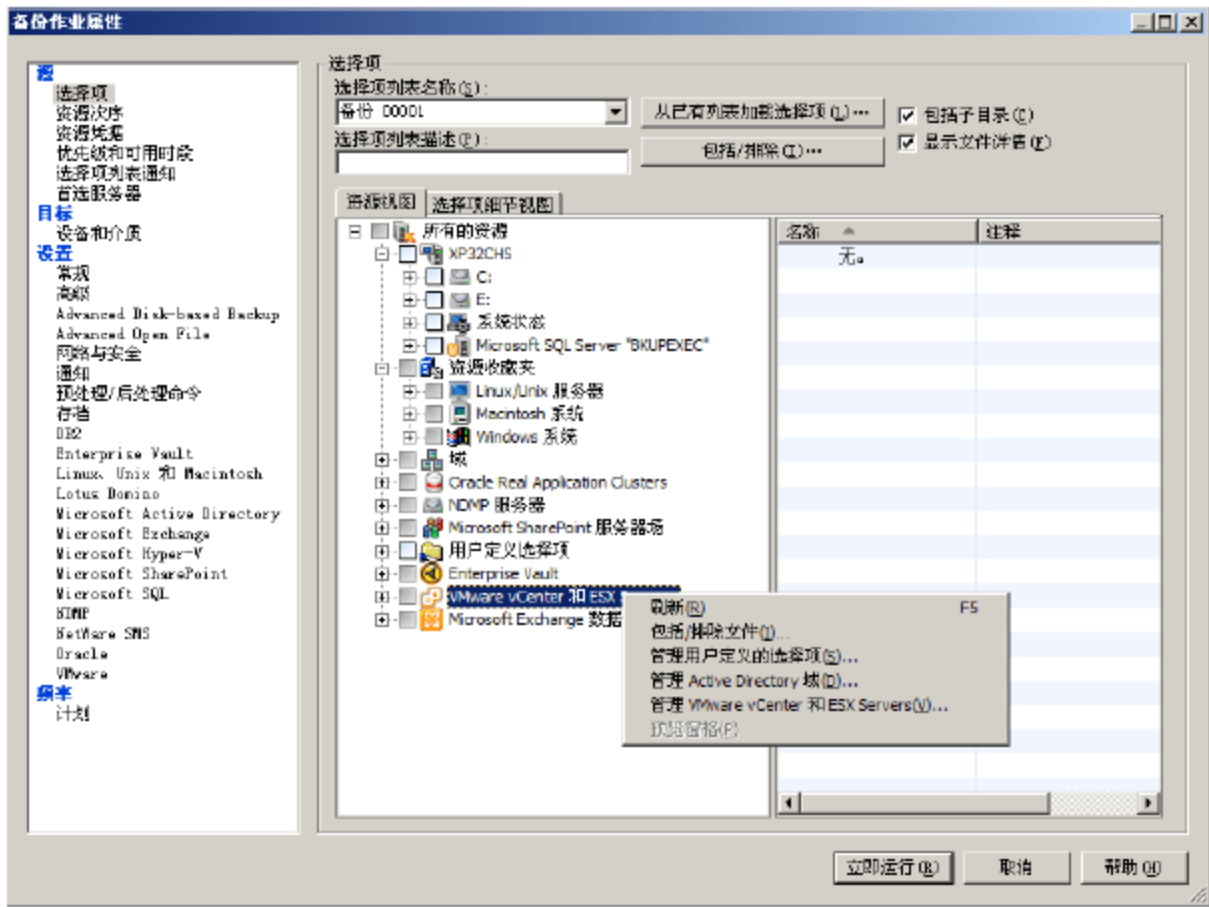 备份作业属性
源
选择项
资源次序
资源凭据
优先级和可用时段
选择项列表通知
首选服务器
目标
设备和介质
设置
常规
高级
Advanced Disk-based Backup
Advanced Open File
网络与安全
通知
预处理/后处理命令
存档
DB2
Enterprise Vault
Linux、Unix 和 Macintosh
Lotus Domino
Microsoft Active Directory
Microsoft Exchange
Microsoft Hyper-V
Microsoft SharePoint
Microsoft SQL
NDMP
NetWare SMS
Oracle
VMware
频率
计划
选择项
选择项列表名称(S):
备份 00001
从已有列表加载选择项(L)...
包括子目录(C)
选择项列表描述(P):
包括/排除(I)...
显示文件详情(F)
资源视图
选择项细节视图
所有的资源
XP32CHS
C:
E:
系统状态
Microsoft SQL Server "BKUPEXEC"
资源收藏夹
Linux/Unix 服务器
Macintosh 系统
Windows 系统
域
Oracle Real Application Clusters
NDMP 服务器
Microsoft SharePoint 服务器场
用户定义选择项
Enterprise Vault
VMware vCenter 和 ESX
Microsoft Exchange 数据
名称
注释
无。
刷新(R) F5
包括/排除文件(I)...
管理用户定义的选择项(S)...
管理 Active Directory 域(D)...
管理 VMware vCenter 和 ESX Servers(V)...
预览窗格(P)
立即运行(R)
取消
帮助(H)